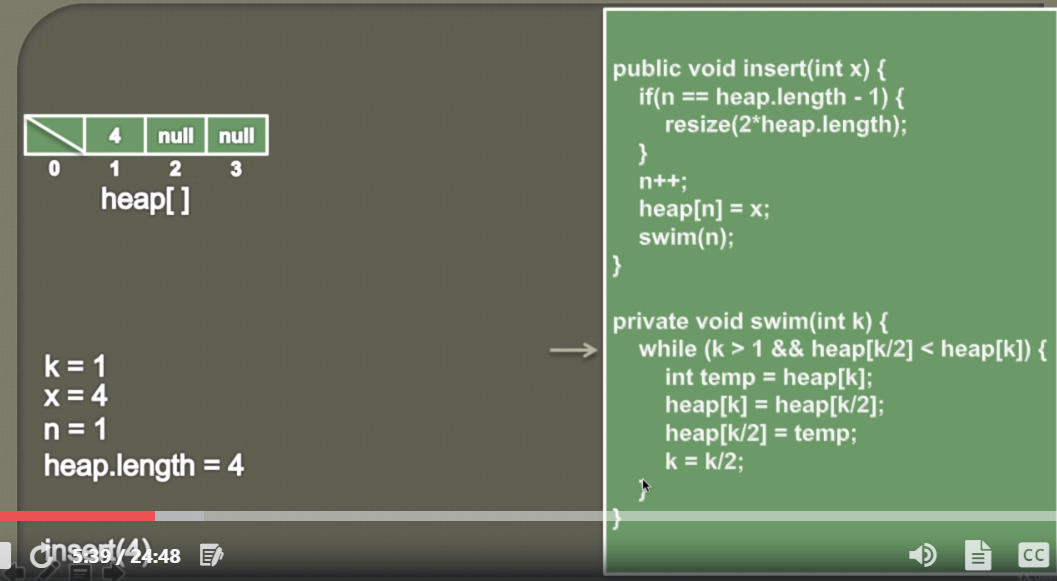 4 null null
0 1 2 3
heap[ ]
k = 1
x = 4
n = 1
heap.length = 4
insert(4)
public void insert(int x) {
if(n == heap.length - 1) {
resize(2*heap.length);
}
n++;
heap[n] = x;
swim(n);
}
private void swim(int k) {
while (k > 1 && heap[k/2] < heap[k]) {
int temp = heap[k];
heap[k] = heap[k/2];
heap[k/2] = temp;
k = k/2;
}
}
5:39 / 24:48
CC